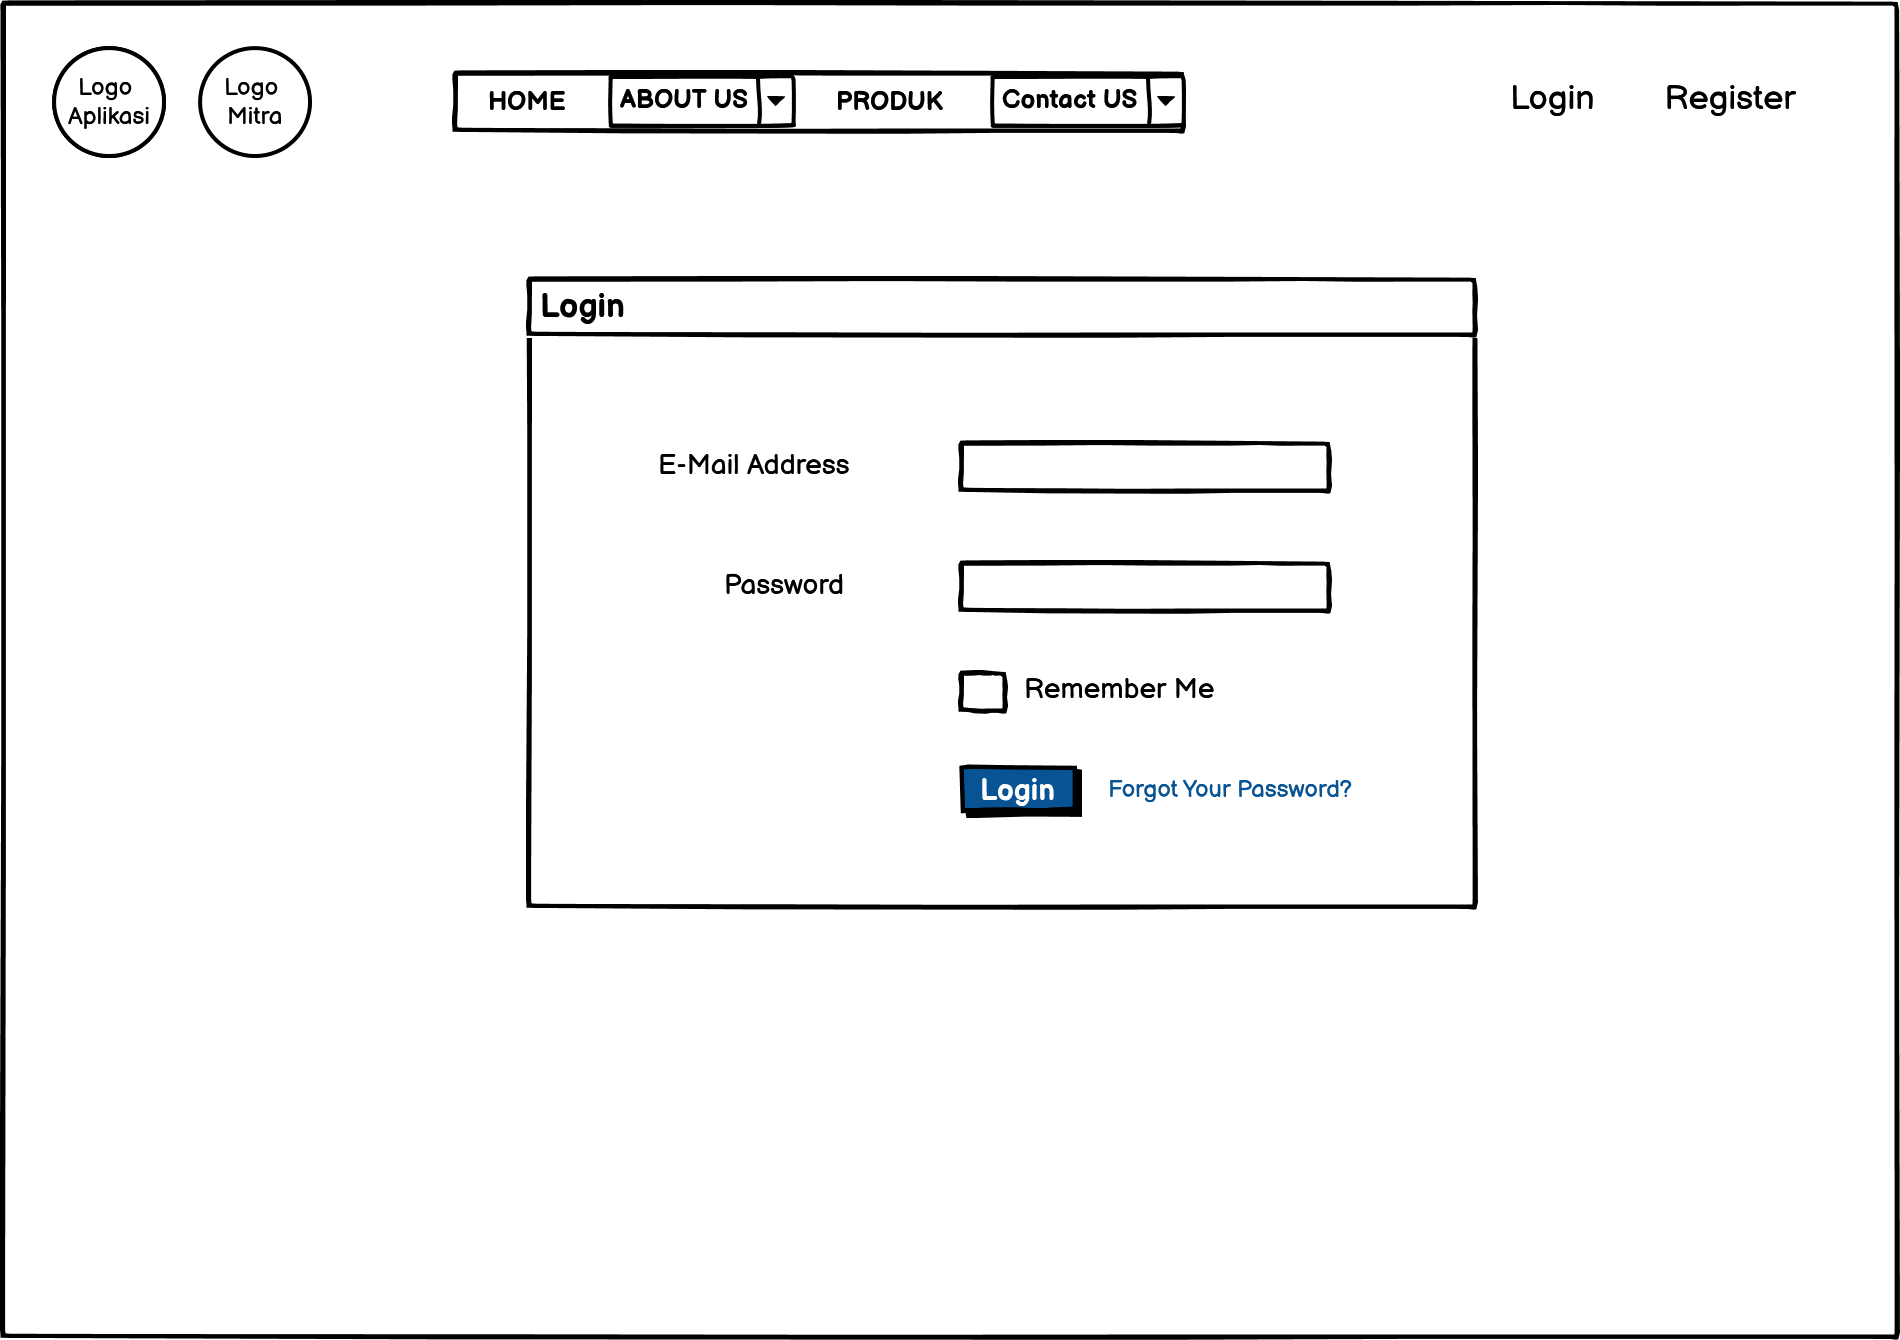 Logo
Aplikasi
Logo
Mitra
HOME
ABOUT US
PRODUK
Contact US
Login
Register
Login
E-Mail Address
Password
Remember Me
Login
Forgot Your Password?